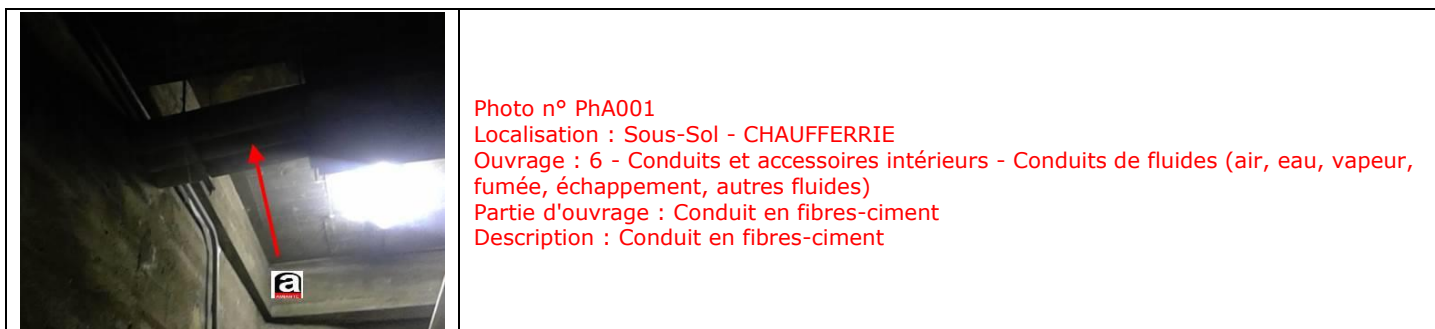 Photo n° PhA001
Localisation : Sous-Sol - CHAUFFERRIE
Ouvrage : 6 - Conduits et accessoires intérieurs - Conduits de fluides (air, eau, vapeur,
fumée, échappement, autres fluides)
Partie d'ouvrage : Conduit en fibres-ciment
Description : Conduit en fibres-ciment
a